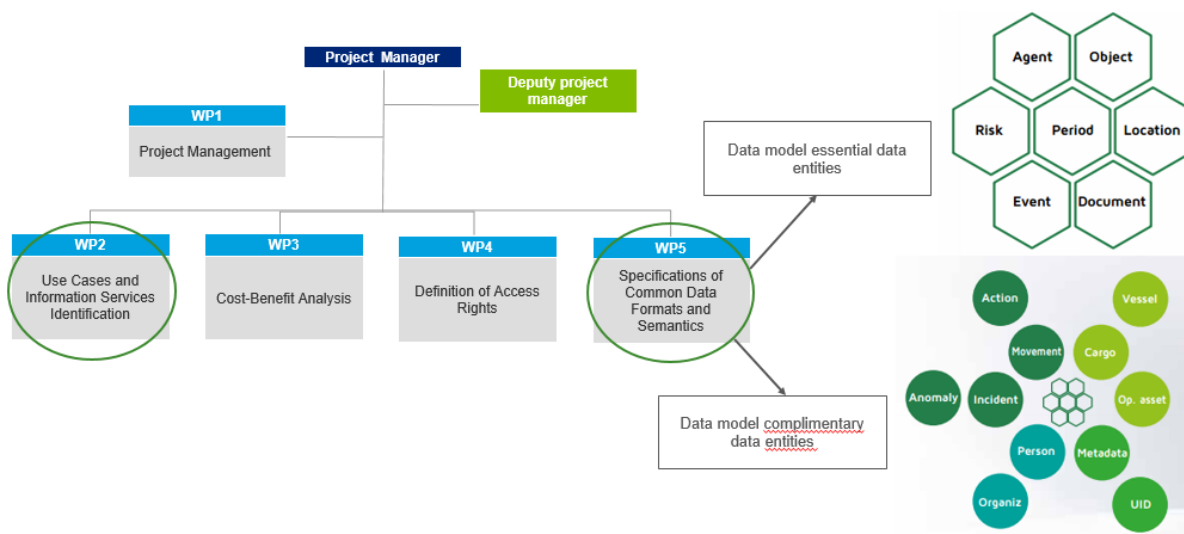 Project Manager
Deputy project
manager
WP1
Project Management
WP2
Use Cases and
Information Services
Identification
WP3
Cost-Benefit Analysis
WP4
Definition of Access
Rights
WP5
Specifications of
Common Data
Formats and
Semantics
Data model essential data
entities
Data model complimentary
data entities
Agent
Object
Risk
Period
Location
Event
Document
Action
Vessel
Movement
Cargo
Anomaly
Incident
Op. asset
Person
Metadata
Organiz
UID